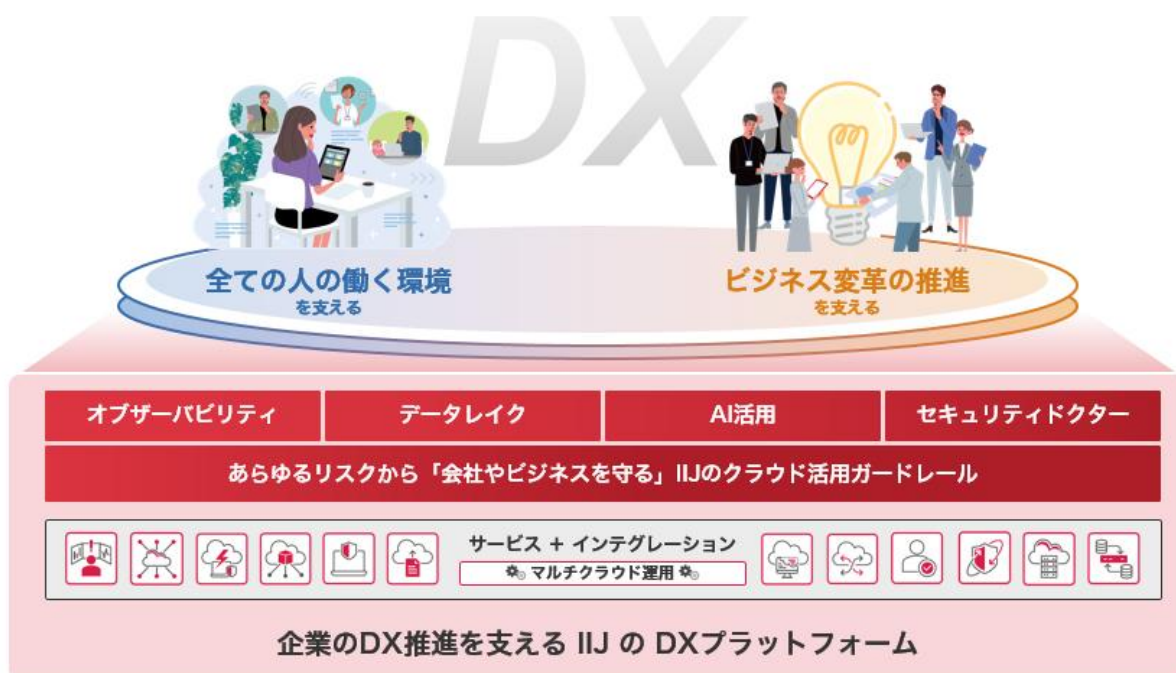 DX
全ての人の働く環境
を支える
ビジネス変革の推進
を支える
オブザーバビリティ
データレイク
AI活用
セキュリティドクター
あらゆるリスクから「会社やビジネスを守る」IIJのクラウド活用ガードレール
サービス + インテグレーション
マルチクラウド運用
企業のDX推進を支える IIJ の DXプラットフォーム